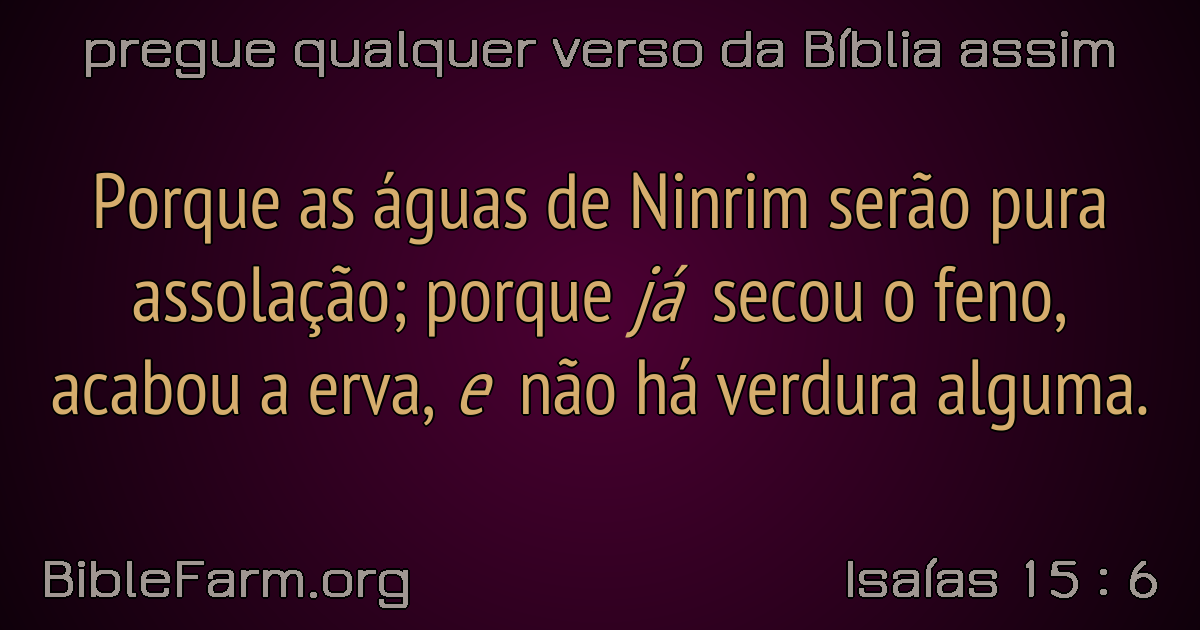 pregue qualquer verso da Bíblia assim
Porque as águas de Ninrim serão pura
assolação; porque já secou o feno,
acabou a erva, e não há verdura alguma.
BibleFarm.org
Isaías 15 : 6